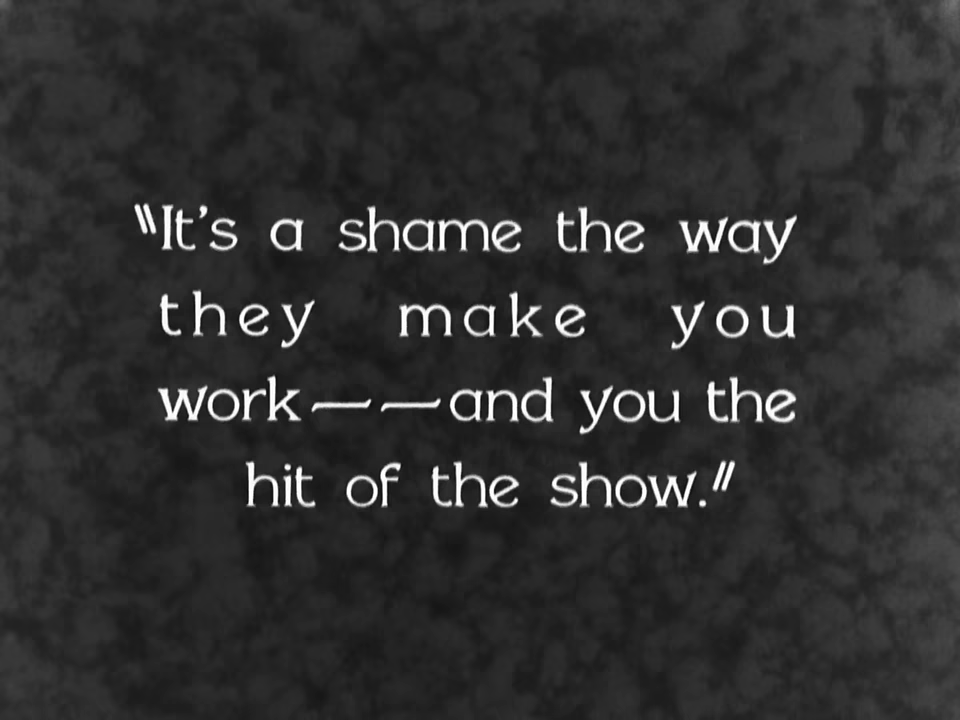 "It's a shame the way
they make you
work——and you the
hit of the show."